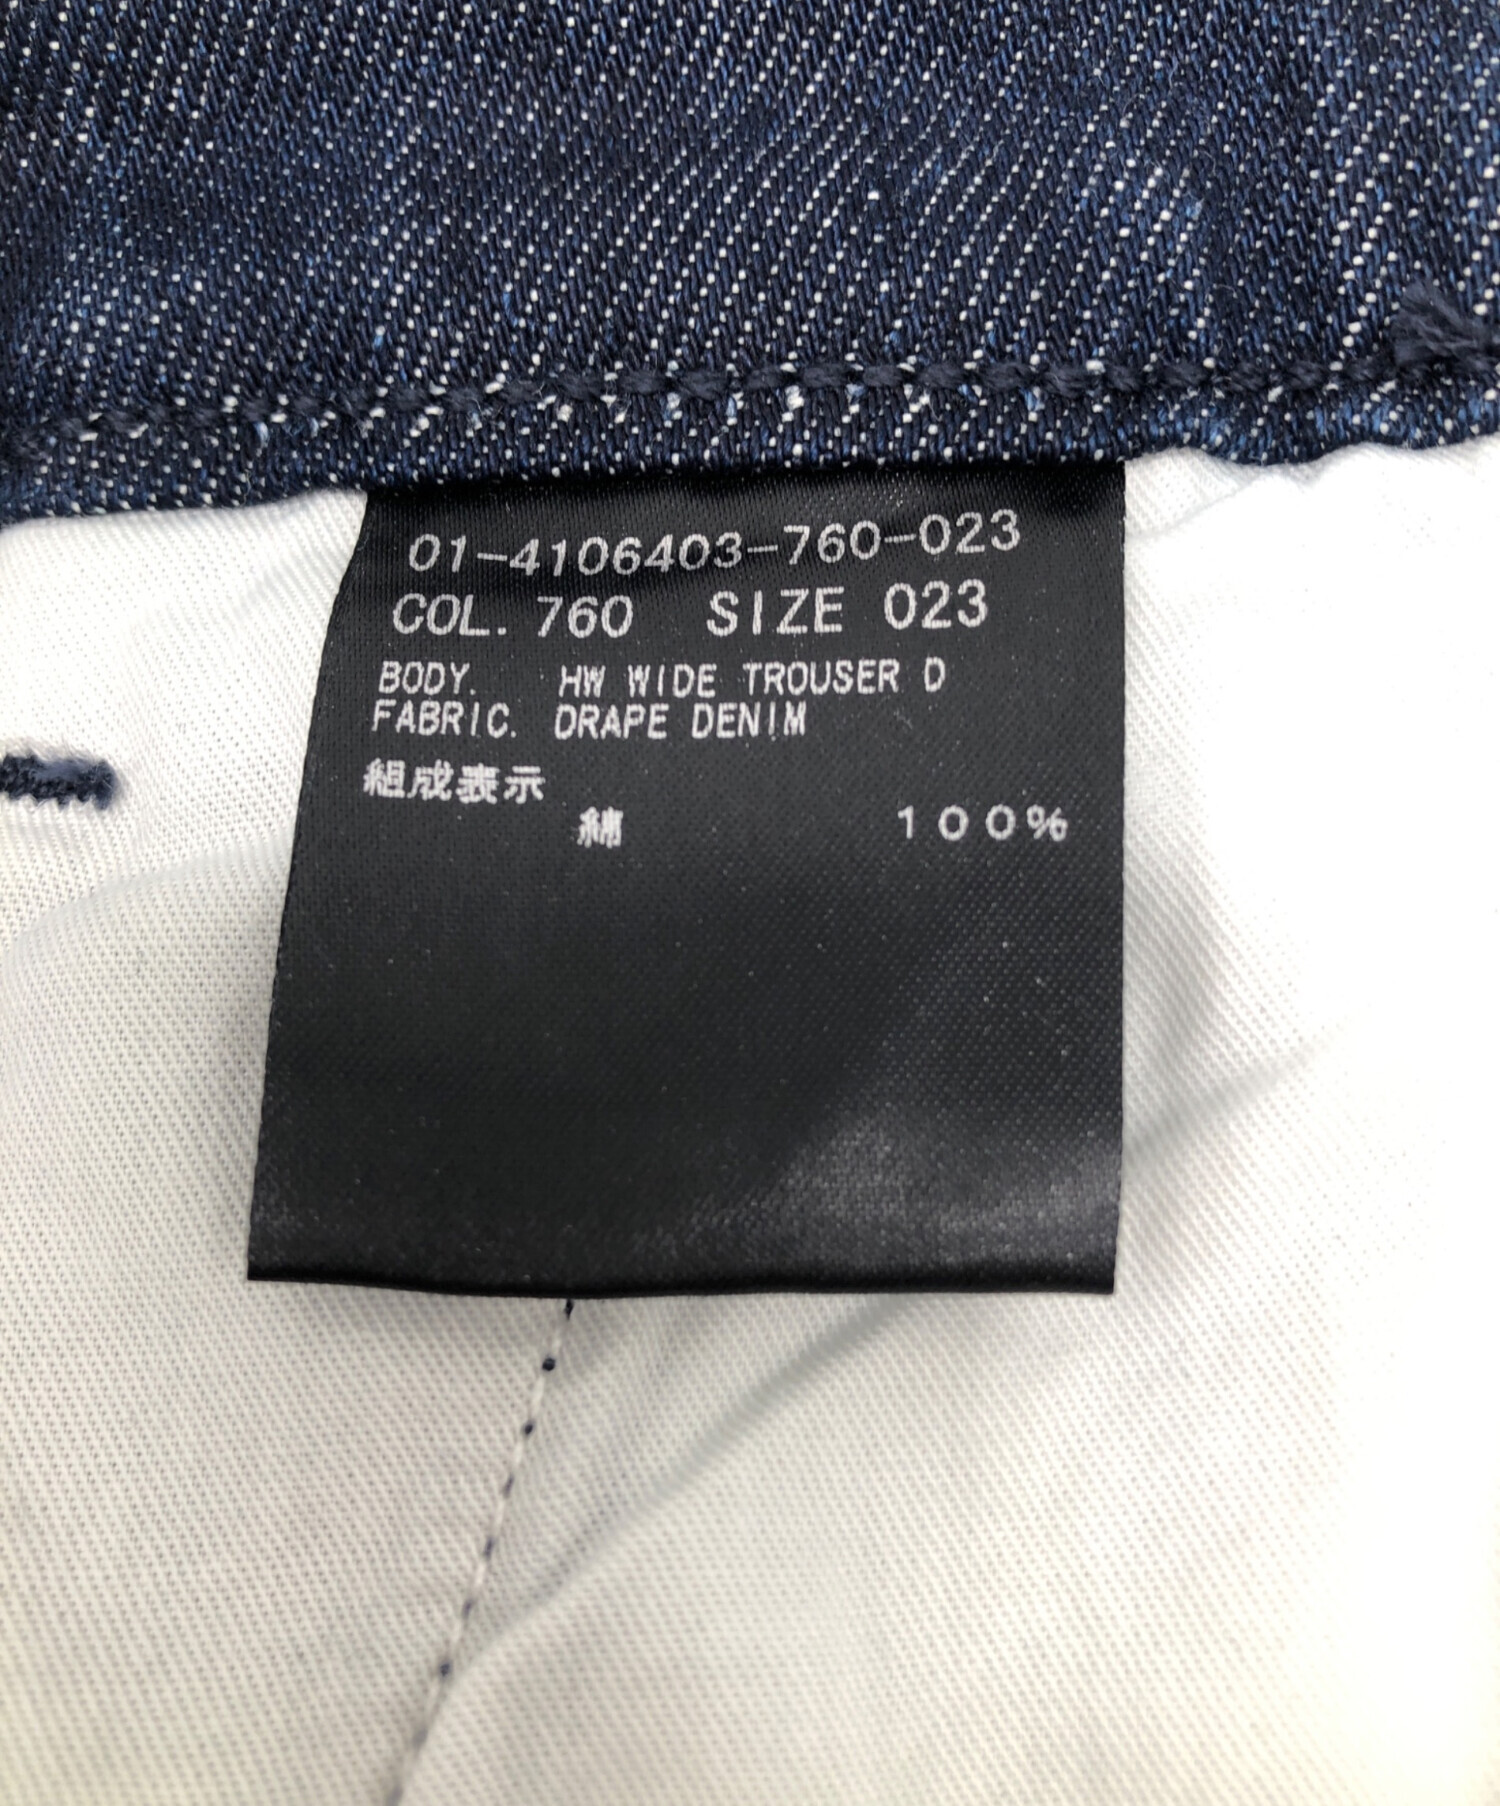 01-4106403-760-023
COL. 760 SIZE 023
BODY. HW WIDE TROUSER D
FABRIC. DRAPE DENIM
組成表示
綿 100%